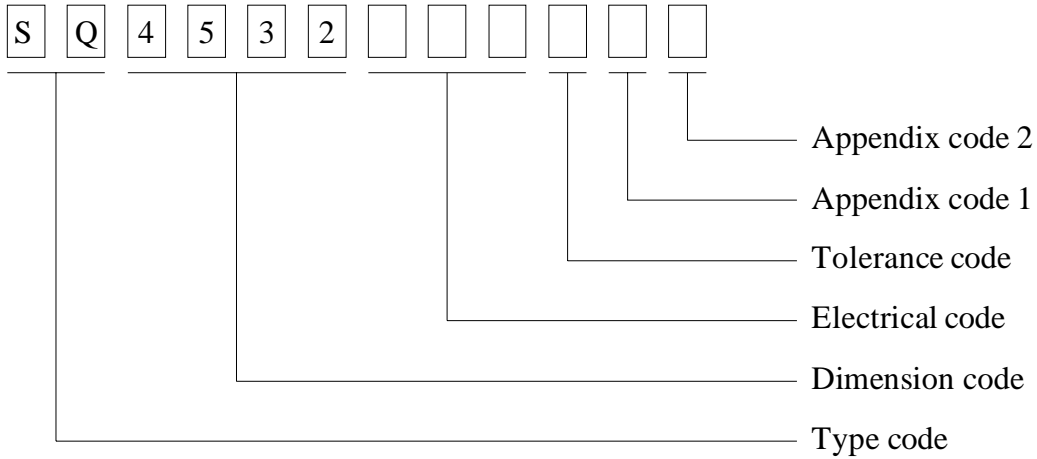 S Q 4 5 3 2
Appendix code 2
Appendix code 1
Tolerance code
Electrical code
Dimension code
Type code